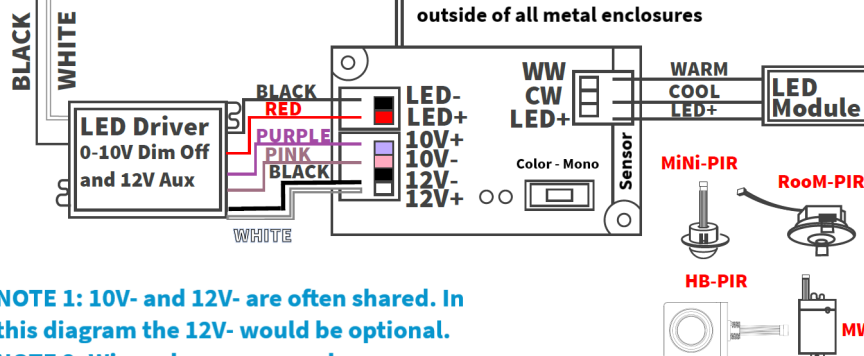 outside of all metal enclosures
BLACK
WHITE
LED Driver
0-10V Dim Off
and 12V Aux
BLACK
RED
PURPLE
PINK
BLACK
WHITE
LED-
LED+
10V+
10V-
12V-
12V+
WW
CW
LED+
Color - Mono
Sensor
WARM
COOL
LED+
LED
Module
MiNi-PIR
RooM-PIR
HB-PIR
MW
NOTE 1: 10V- and 12V- are often shared. In
this diagram the 12V- would be optional.